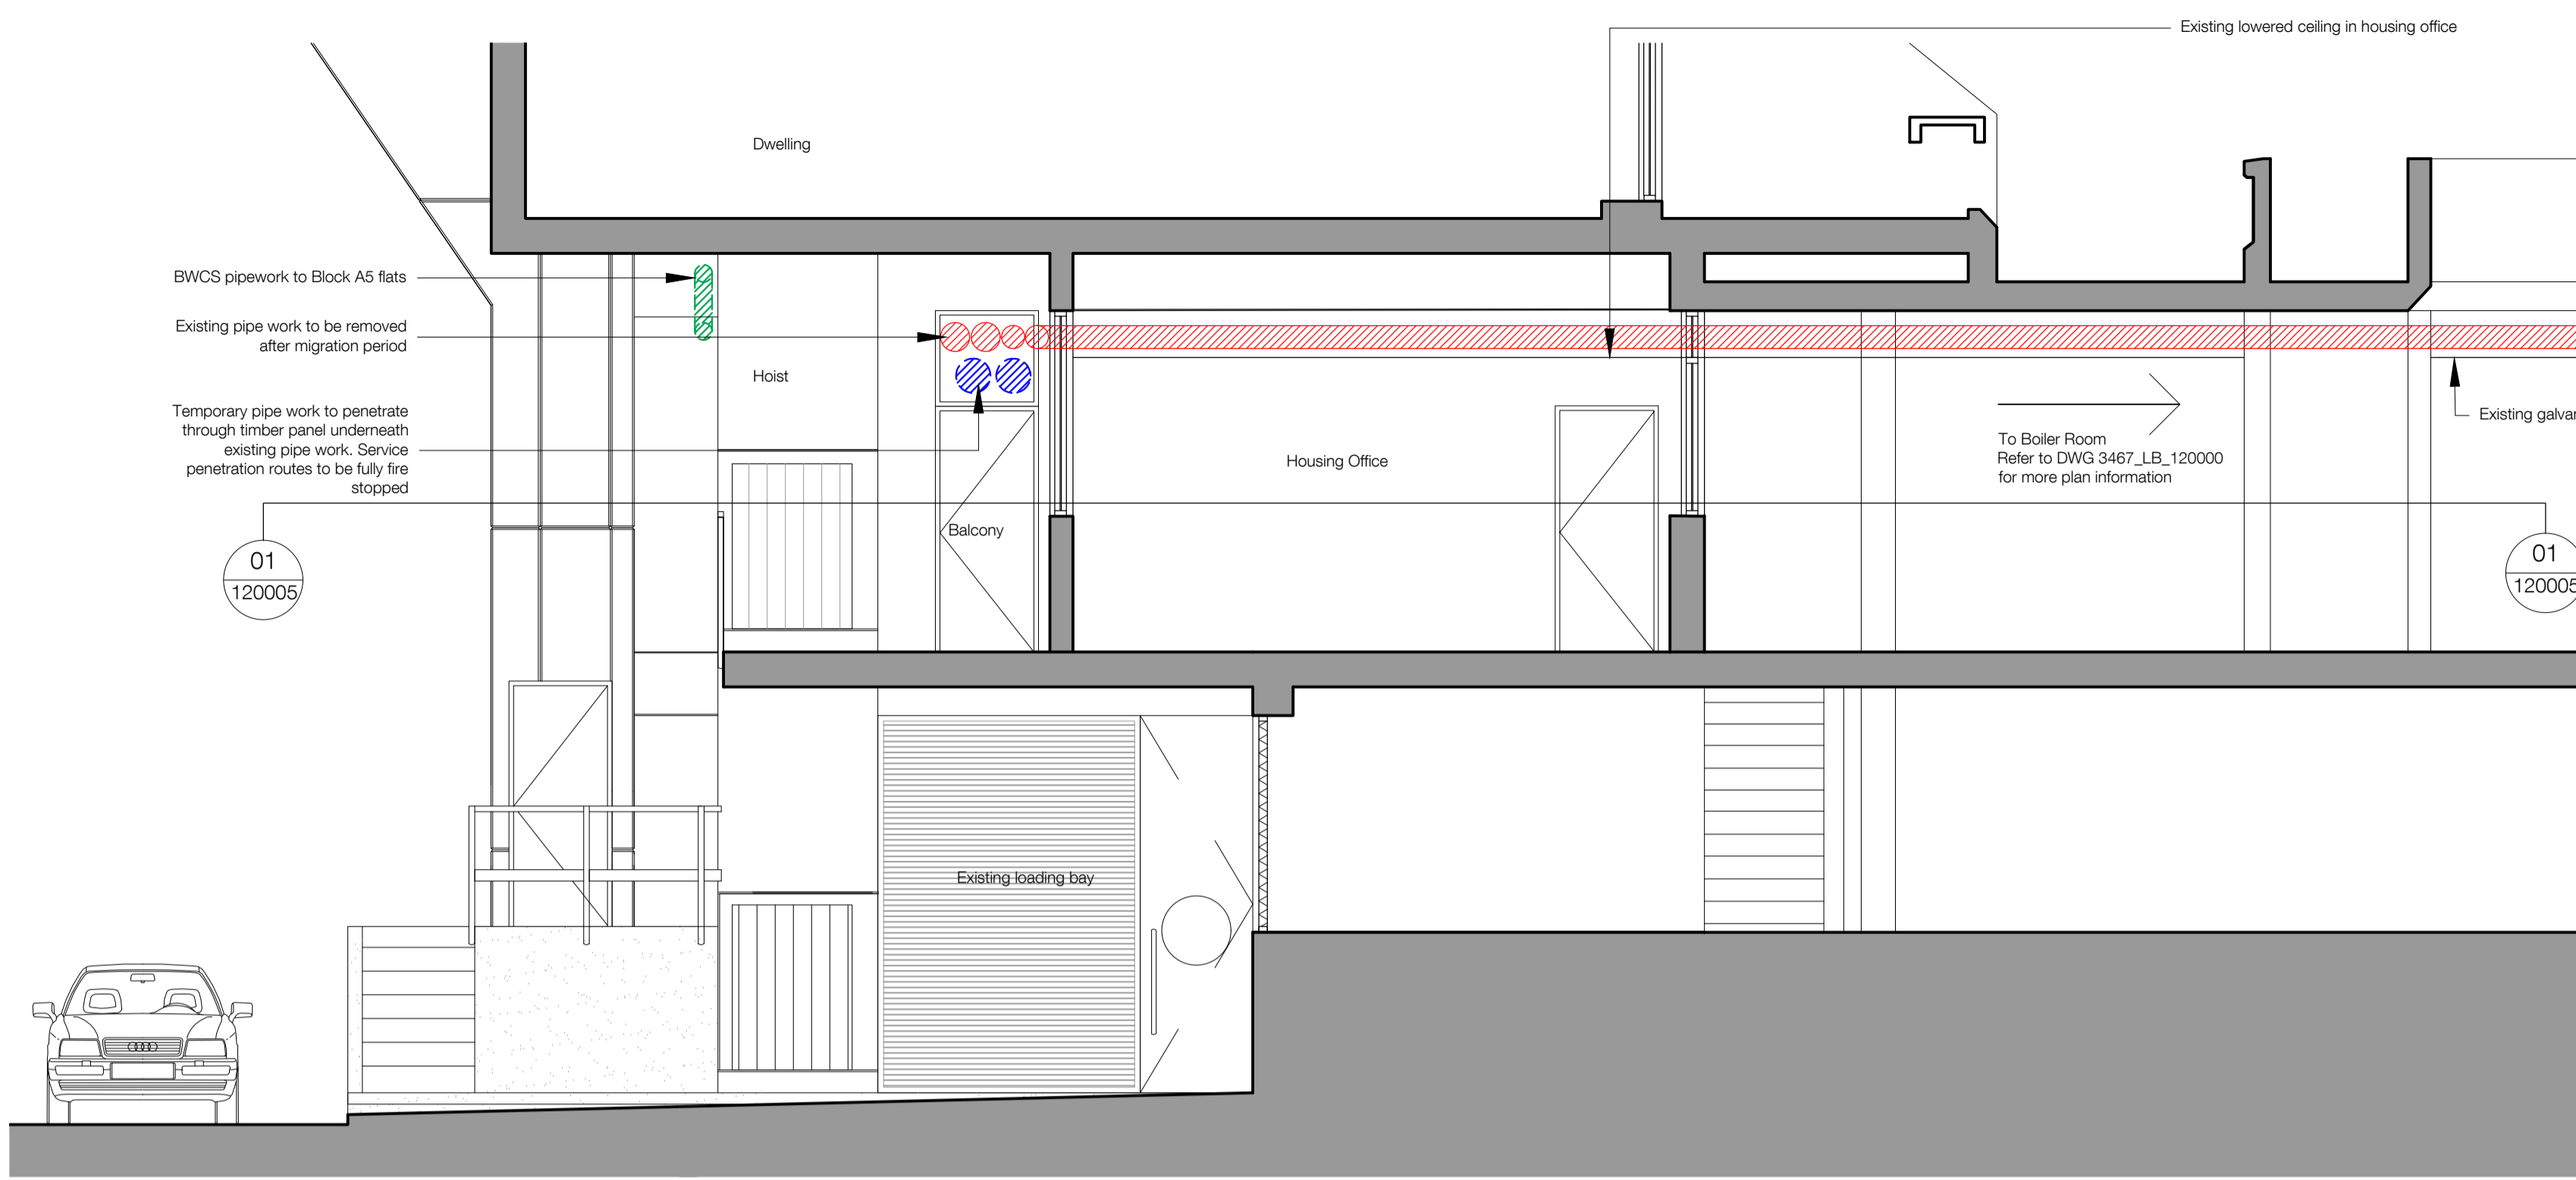 Existing lowered ceiling in housing office
Dwelling
BWCS pipework to Block A5 flats
Existing pipe work to be removed
after migration period
Hoist
Temporary pipe work to penetrate
through timber panel underneath
existing pipe work. Service
penetration routes to be fully fire
stopped
Existing galva
To Boiler Room
Refer to DWG 3467_LB_120000
for more plan information
Housing Office
Balcony
01
120005
01
120005
Existing loading bay